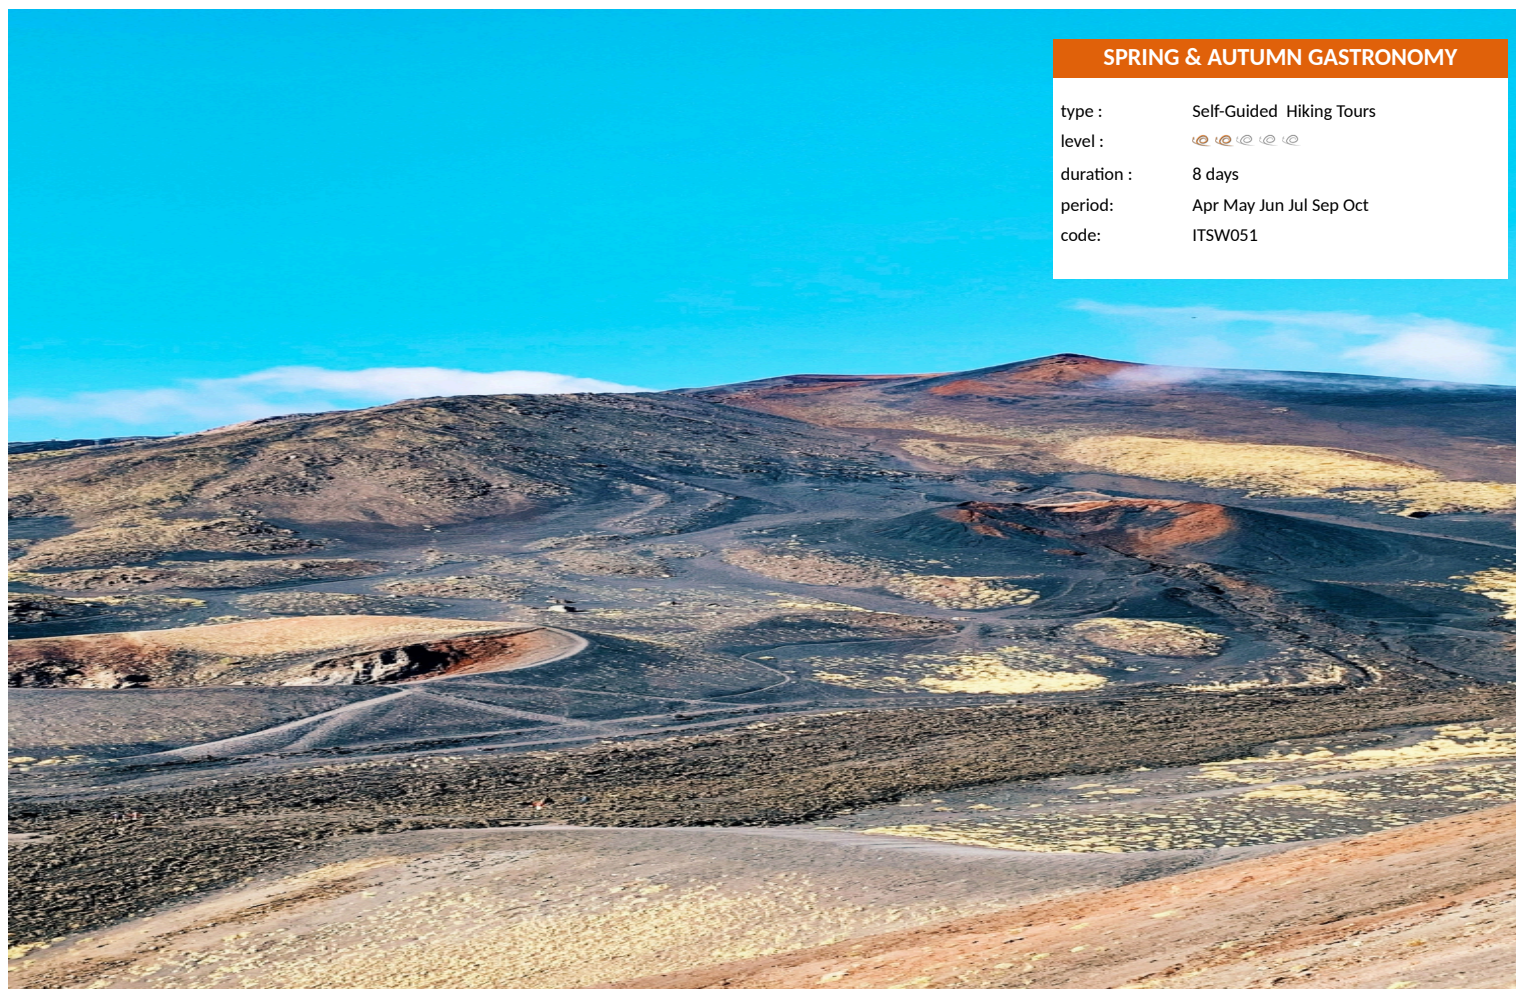 SPRING & AUTUMN GASTRONOMY
type : Self-Guided  Hiking Tours
level :
duration : 8 days
period: Apr May Jun Jul Sep Oct
code: ITSW051